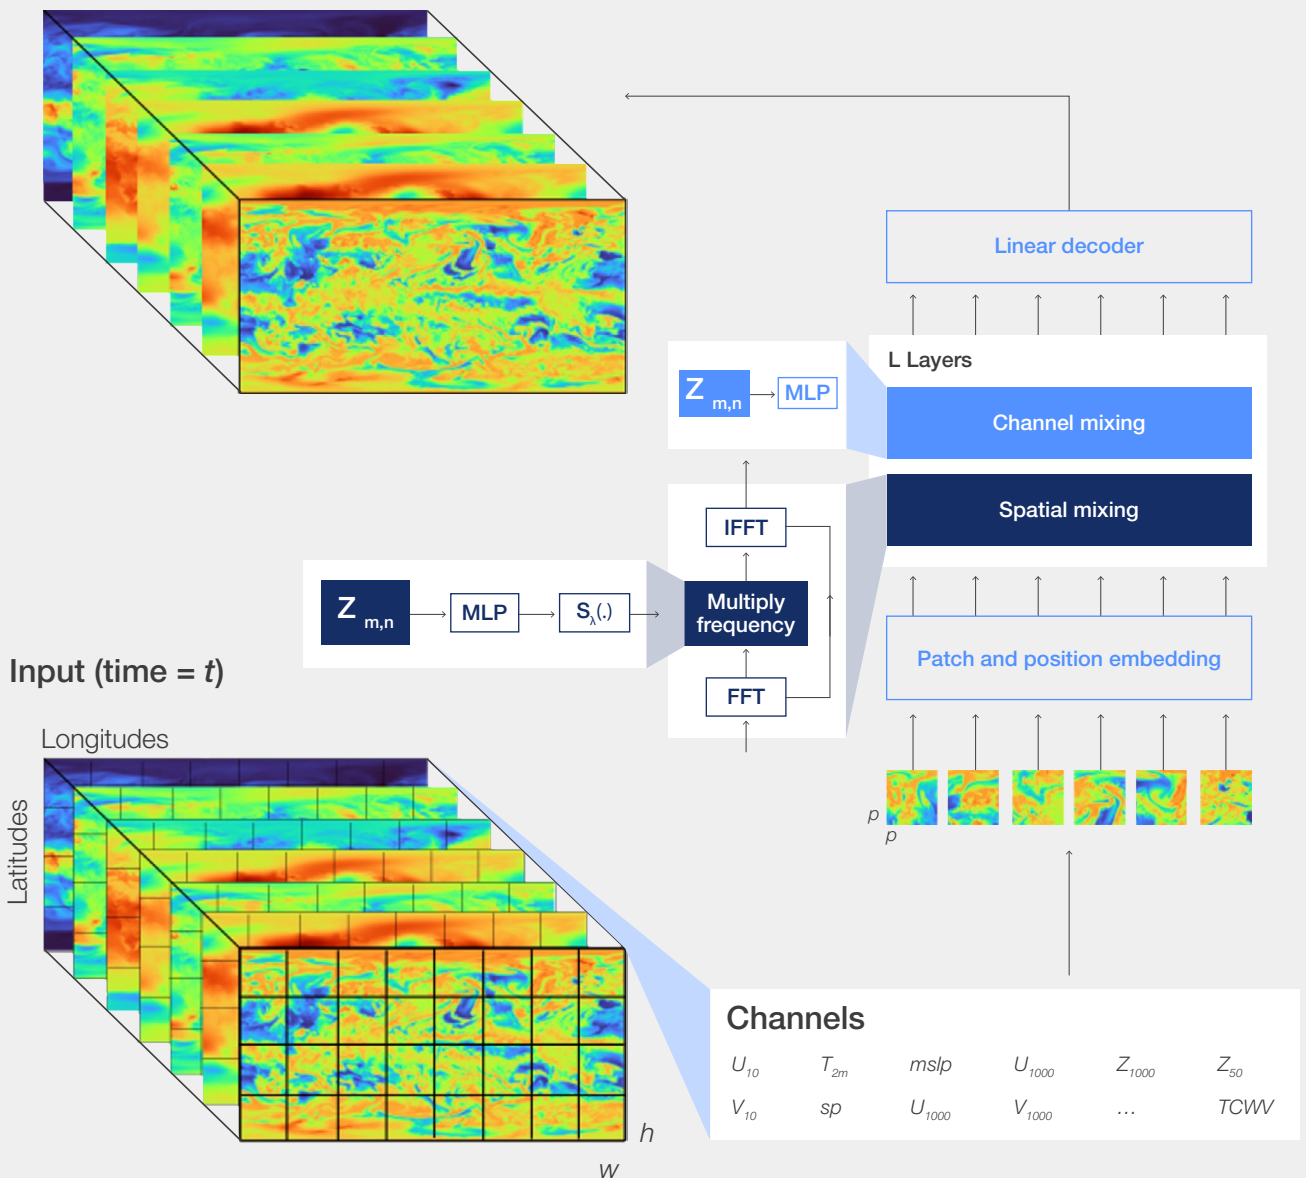 Linear decoder
L Layers
Z m,n
MLP
Channel mixing
Spatial mixing
IFFT
Multiply
frequency
FFT
Z m,n
MLP
Sλ(.)
Patch and position embedding
p
p
Input (time = t)
Longitudes
Latitudes
h
w
Channels
U10 T2m mslp U1000 Z1000 Z50
V10 sp U1000 V1000 … TCWV